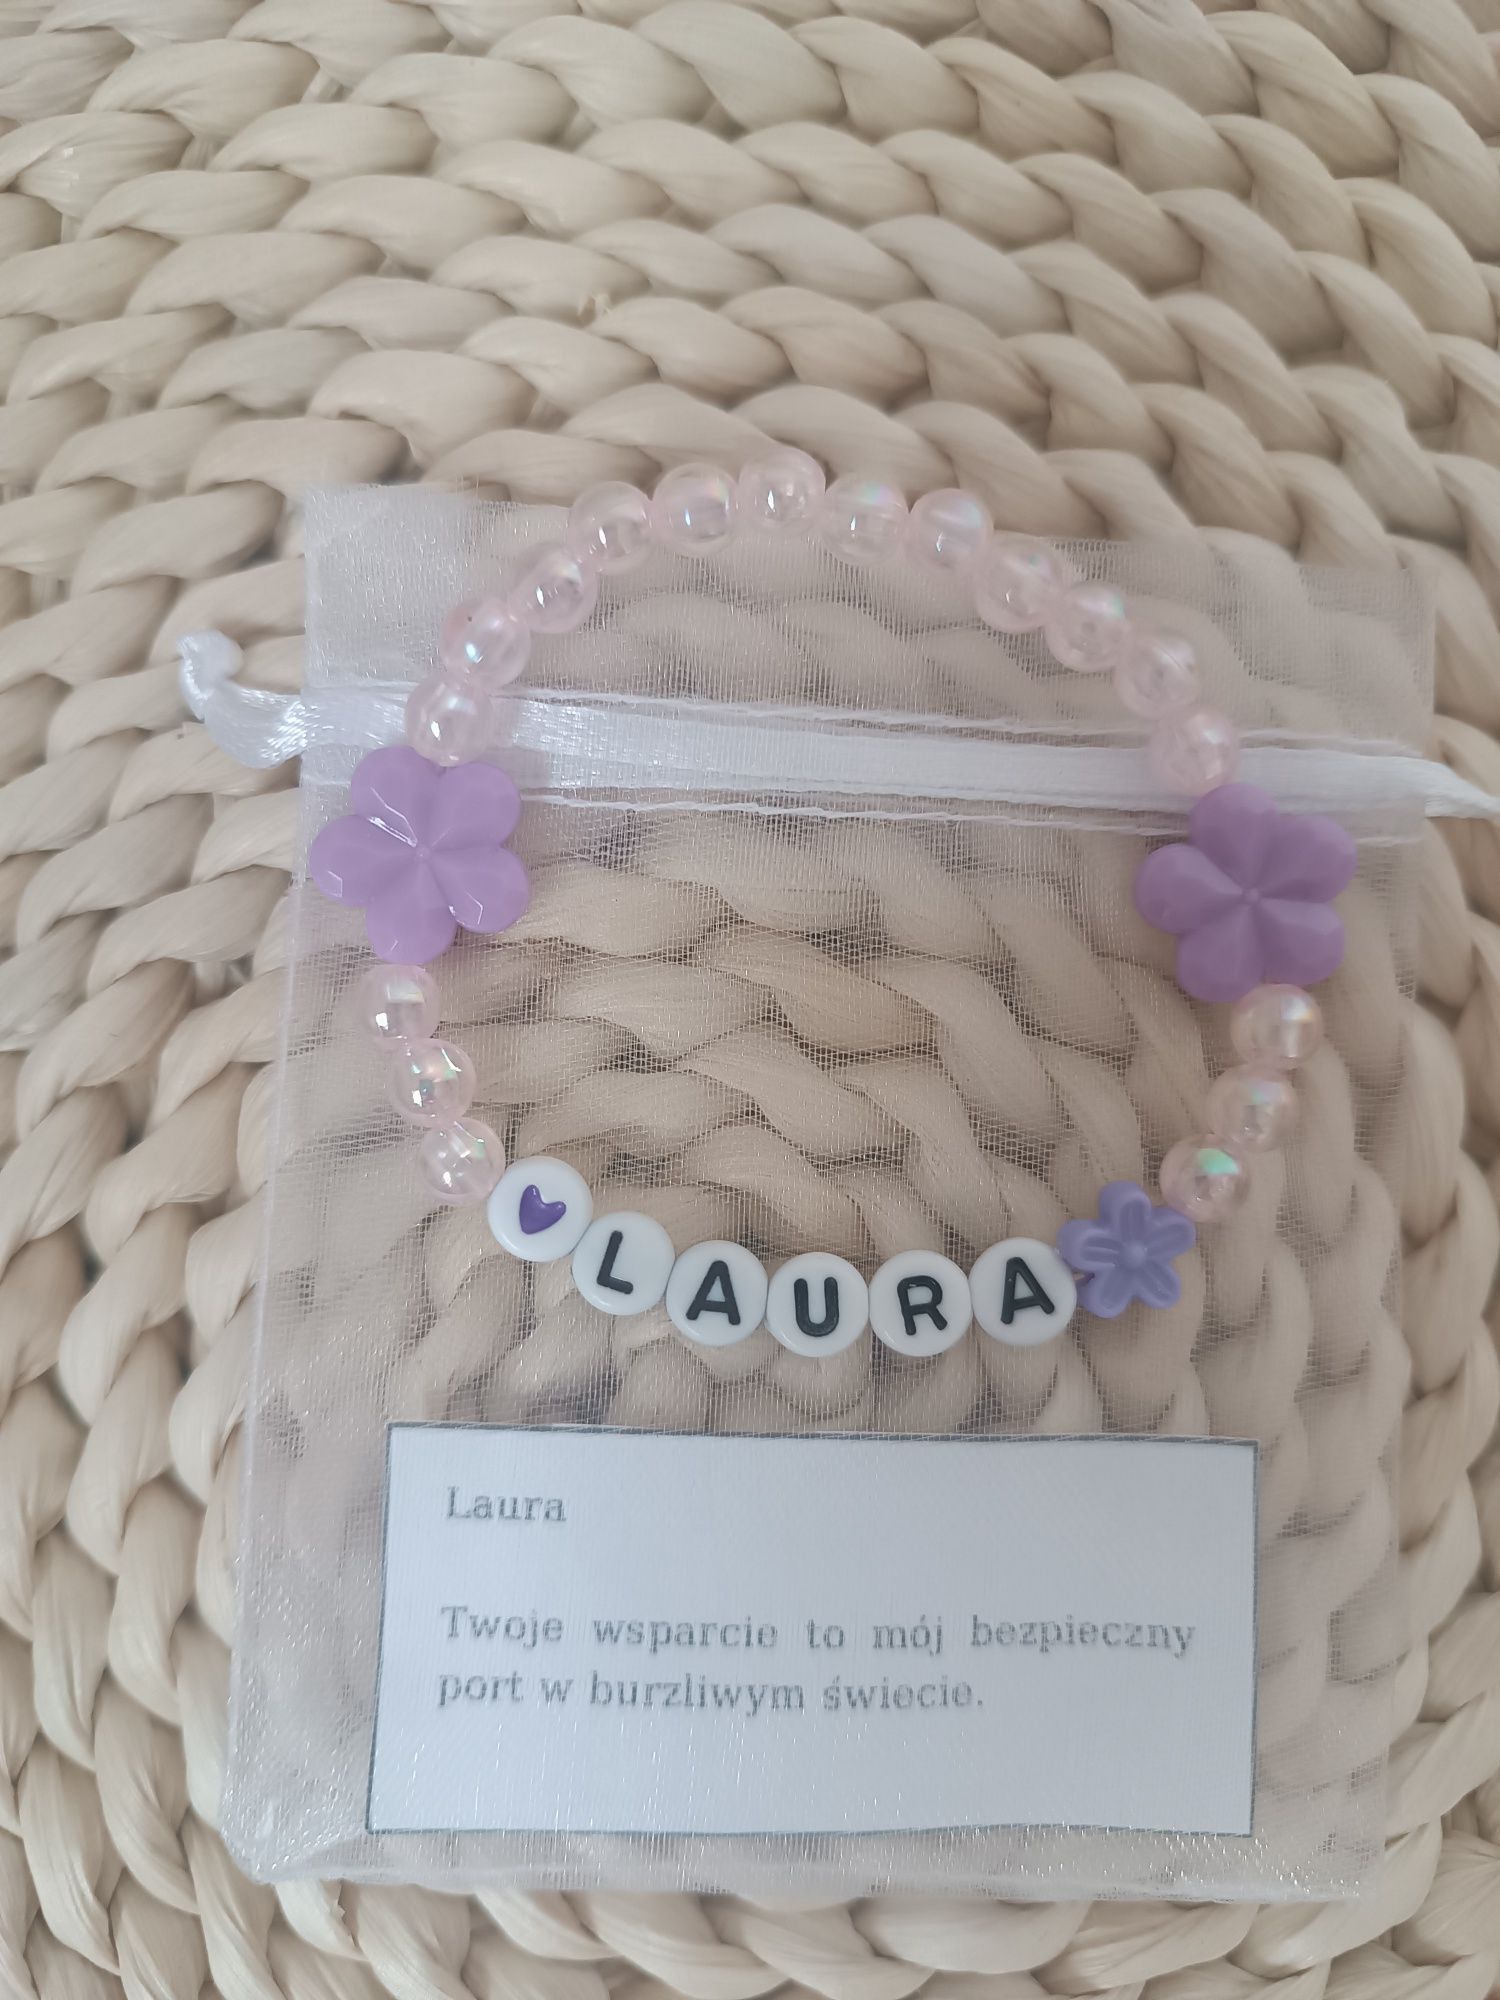 LAURA
Laura
Twoje wsparcie to mój bezpieczny
port w burzliwym świecie.